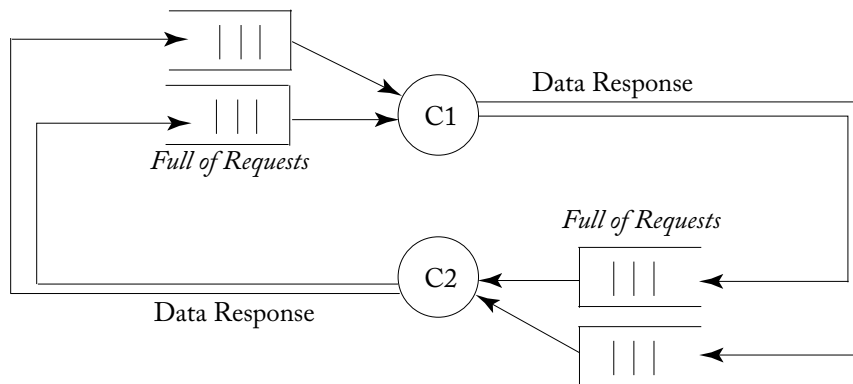 Data Response
C1
Full of Requests
Full of Requests
C2
Data Response